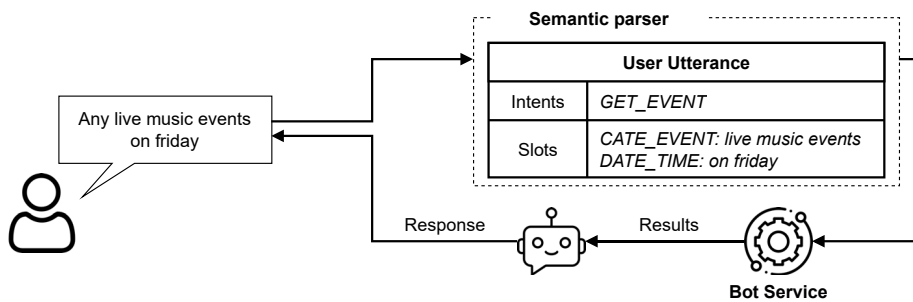 Semantic parser
User Utterance
Intents
GET_EVENT
Slots
CATE_EVENT: live music events
DATE_TIME: on friday
Any live music events
on friday
Response
Results
Bot Service